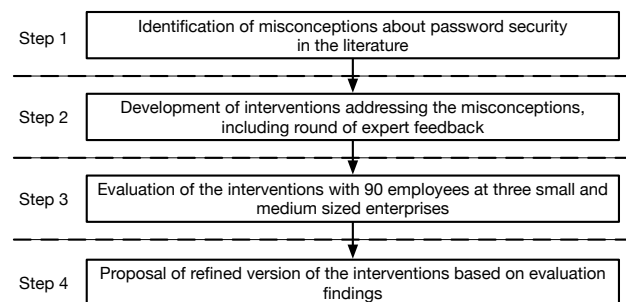 Step 1
Identification of misconceptions about password security
in the literature
Step 2
Development of interventions addressing the misconceptions,
including round of expert feedback
Step 3
Evaluation of the interventions with 90 employees at three small and
medium sized enterprises
Step 4
Proposal of refined version of the interventions based on evaluation
findings